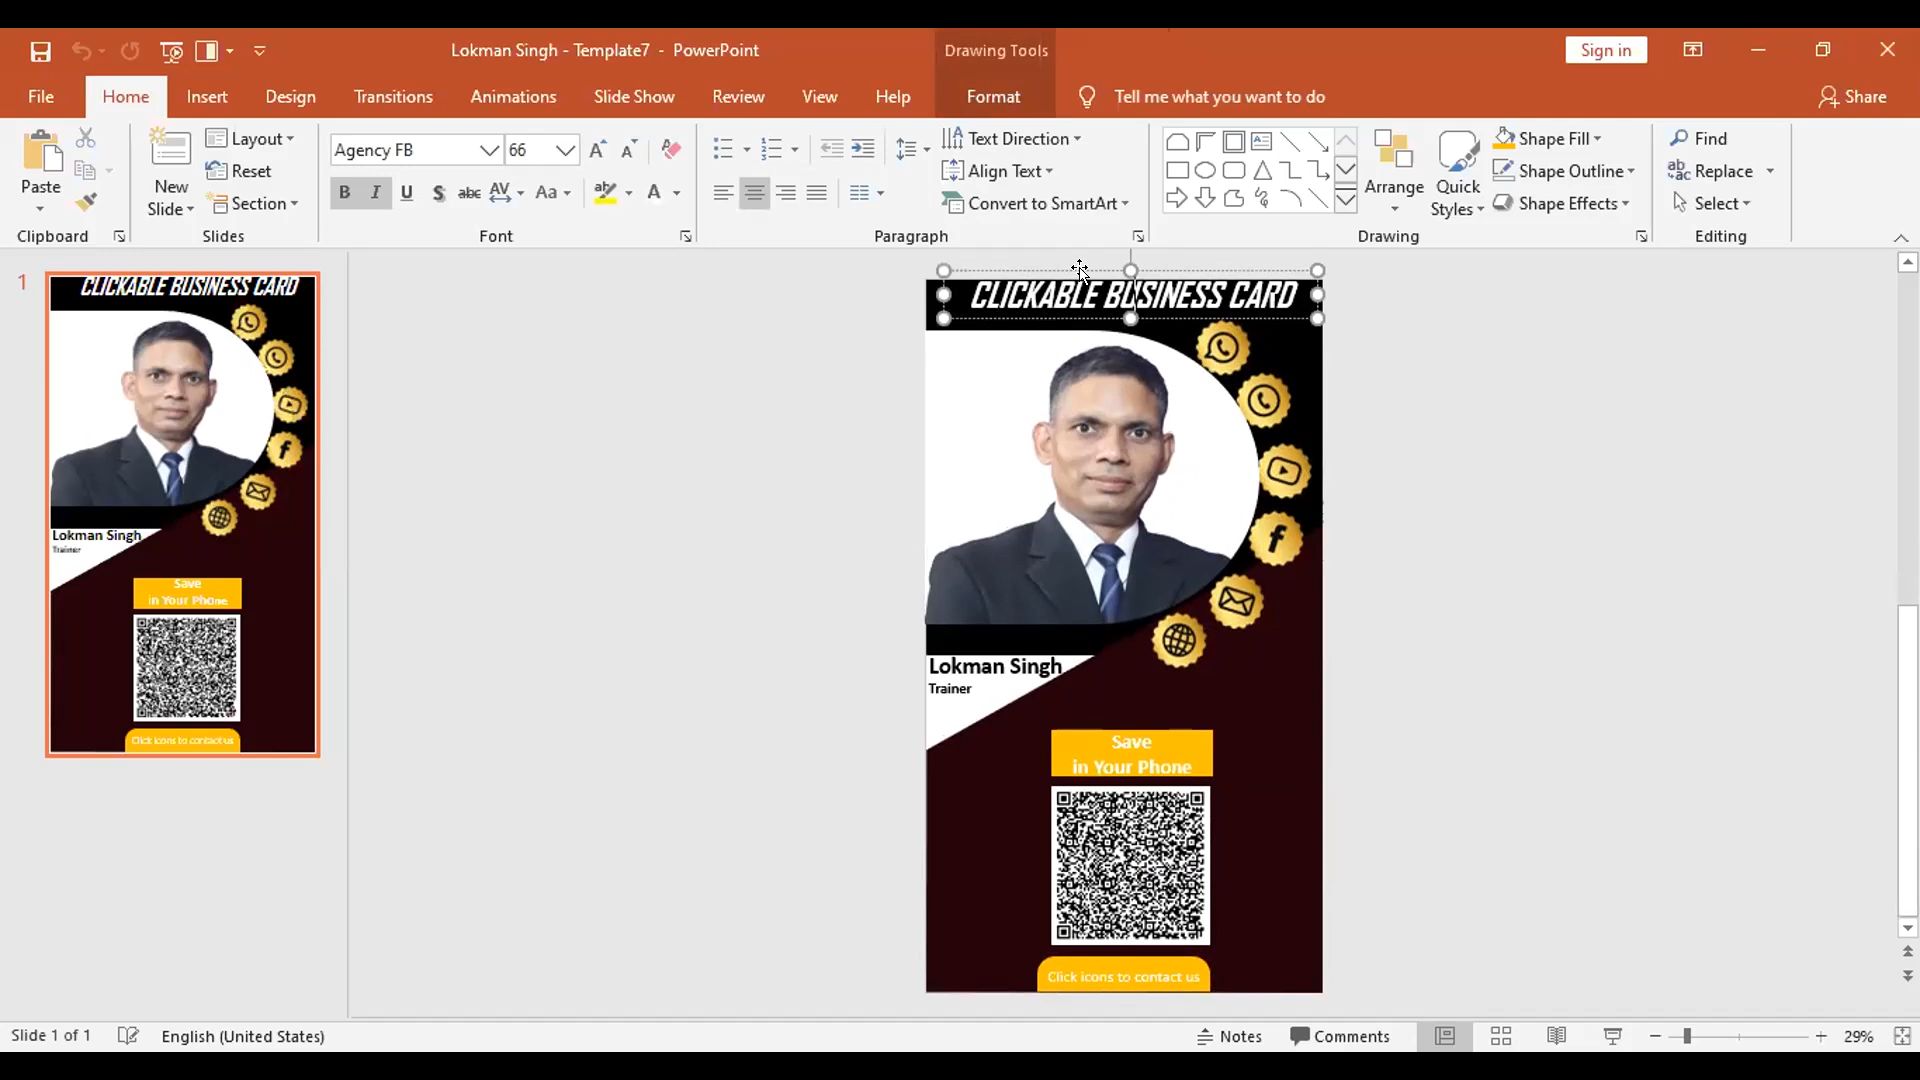 Lokman Singh - Template7 - PowerPoint
Drawing Tools
Sign in
File
Home
Insert
Design
Transitions
Animations
Slide Show
Review
View
Help
Format
Tell me what you want to do
Share
Paste
Clipboard
New
Slide
Layout
Reset
Section
Slides
Agency FB
66
B I U S abc AV Aa A
Font
Text Direction
Align Text
Convert to SmartArt
Paragraph
Arrange
Quick
Styles
Shape Fill
Shape Outline
Shape Effects
Drawing
Find
Replace
Select
Editing
1
CLICKABLE BUSINESS CARD
Lokman Singh
Trainer
Save
in Your Phone
Click icons to contact us
CLICKABLE BUSINESS CARD
Lokman Singh
Trainer
Save
in Your Phone
Click icons to contact us
Slide 1 of 1
English (United States)
Notes
Comments
29%